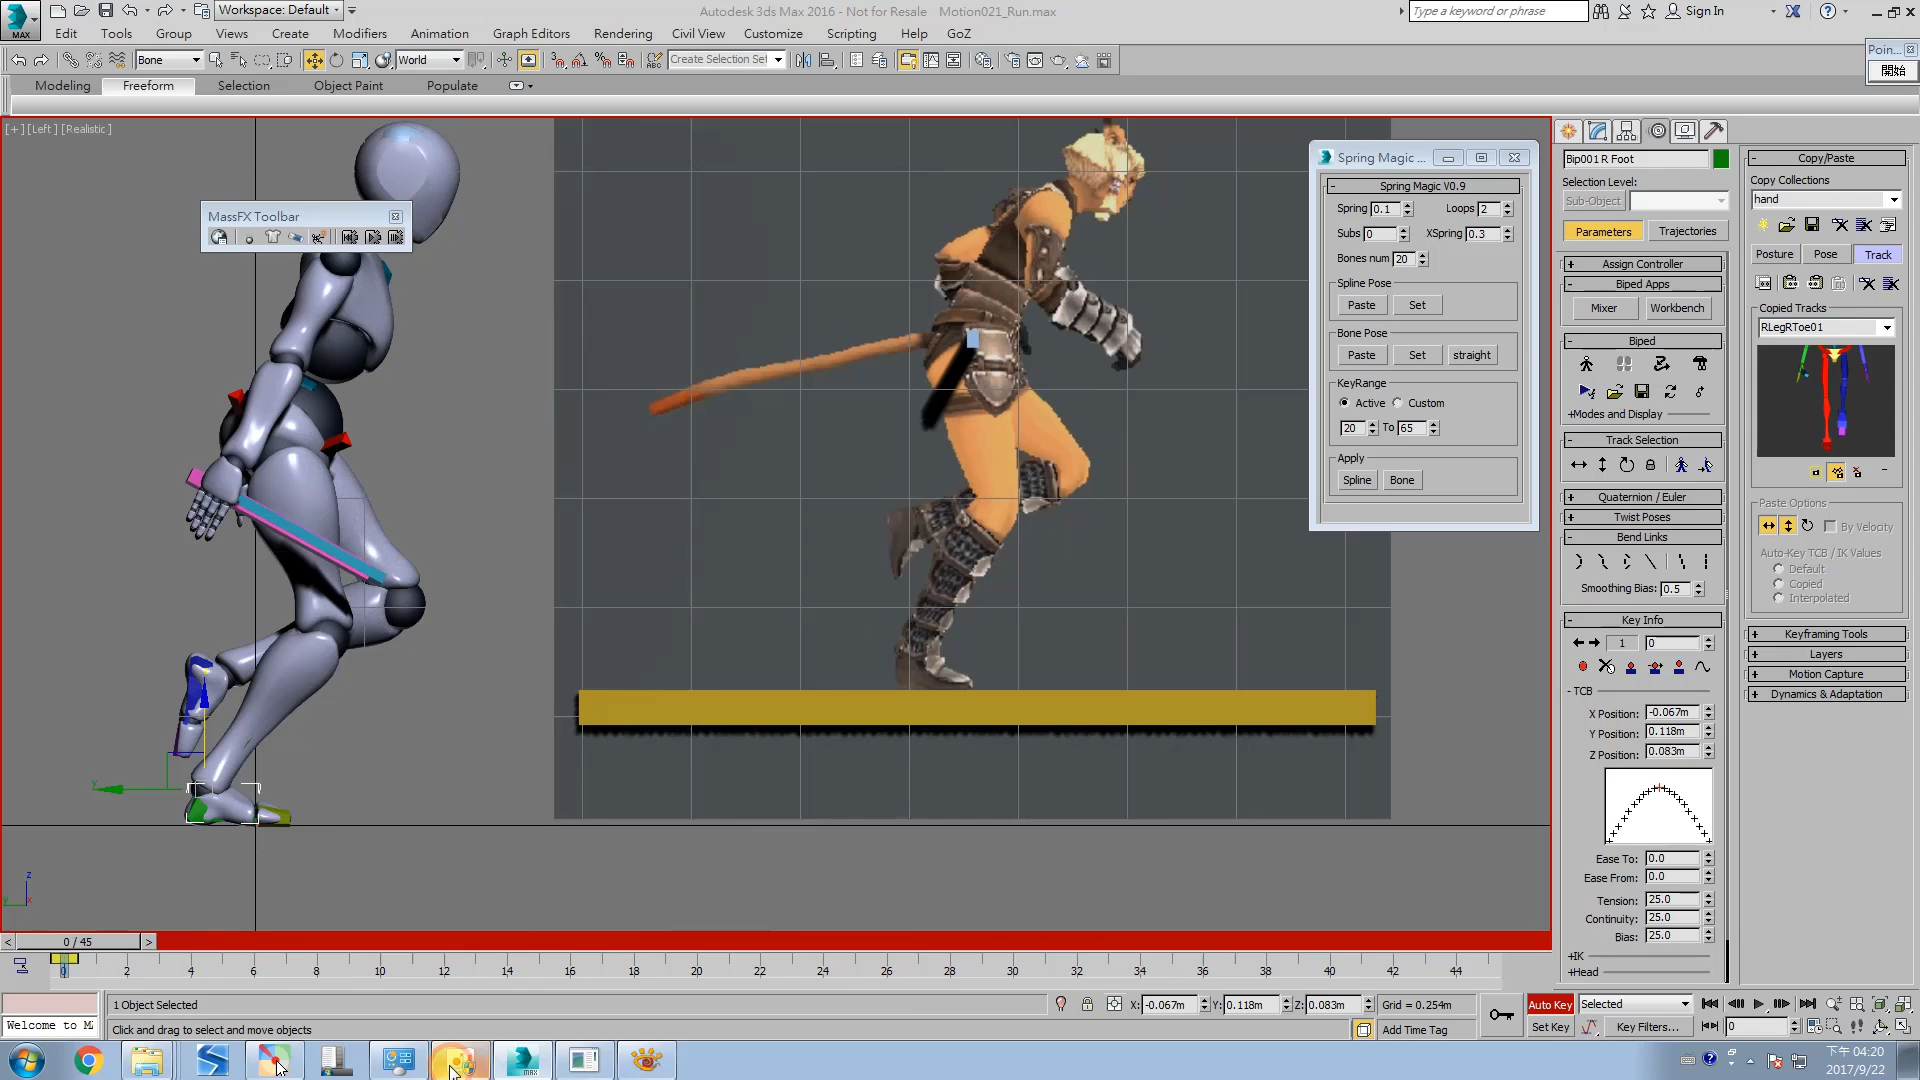 Workspace: Default
Autodesk 3ds Max 2016 - Not for Resale Motion021_Run.max
Type a keyword or phrase
Sign In
MAX
Edit Tools Group Views Create Modifiers Animation Graph Editors Rendering Civil View Customize Scripting Help GoZ
Poin...
開始
Bone
World
Create Selection Set
Modeling Freeform Selection Object Paint Populate
[+] [Left] [Realistic]
MassFX Toolbar
Spring Magic ...
Spring Magic V0.9
Spring 0.1 Loops 2
Subs 0 XSpring 0.3
Bones num 20
Spline Pose
Paste Set
Bone Pose
Paste Set straight
KeyRange
Active Custom
20 To 65
Apply
Spline Bone
Bip001 R Foot
Selection Level:
Sub-Object
Parameters Trajectories
+ Assign Controller
- Biped Apps
Mixer Workbench
- Biped
+Modes and Display
- Track Selection
+ Quaternion / Euler
+ Twist Poses
- Bend Links
Smoothing Bias: 0.5
- Key Info
1 0
- TCB
X Position: -0.067m
Y Position: 0.118m
Z Position: 0.083m
Ease To: 0.0
Ease From: 0.0
Tension: 25.0
Continuity: 25.0
Bias: 25.0
+IK
+Head
- Copy/Paste
Copy Collections
hand
Posture Pose Track
Copied Tracks
RLegRToe01
Paste Options
By Velocity
Auto-Key TCB / IK Values
Default
Copied
Interpolated
+ Keyframing Tools
+ Layers
+ Motion Capture
+ Dynamics & Adaptation
z
y
x
< 0 / 45 >
0 2 4 6 8 10 12 14 16 18 20 22 24 26 28 30 32 34 36 38 40 42 44
1 Object Selected
X: -0.067m Y: 0.118m Z: 0.083m Grid = 0.254m
Auto Key Selected
Welcome to M
Click and drag to select and move objects
Add Time Tag
Set Key Key Filters...
0
MAX
下午 04:20
2017/9/22